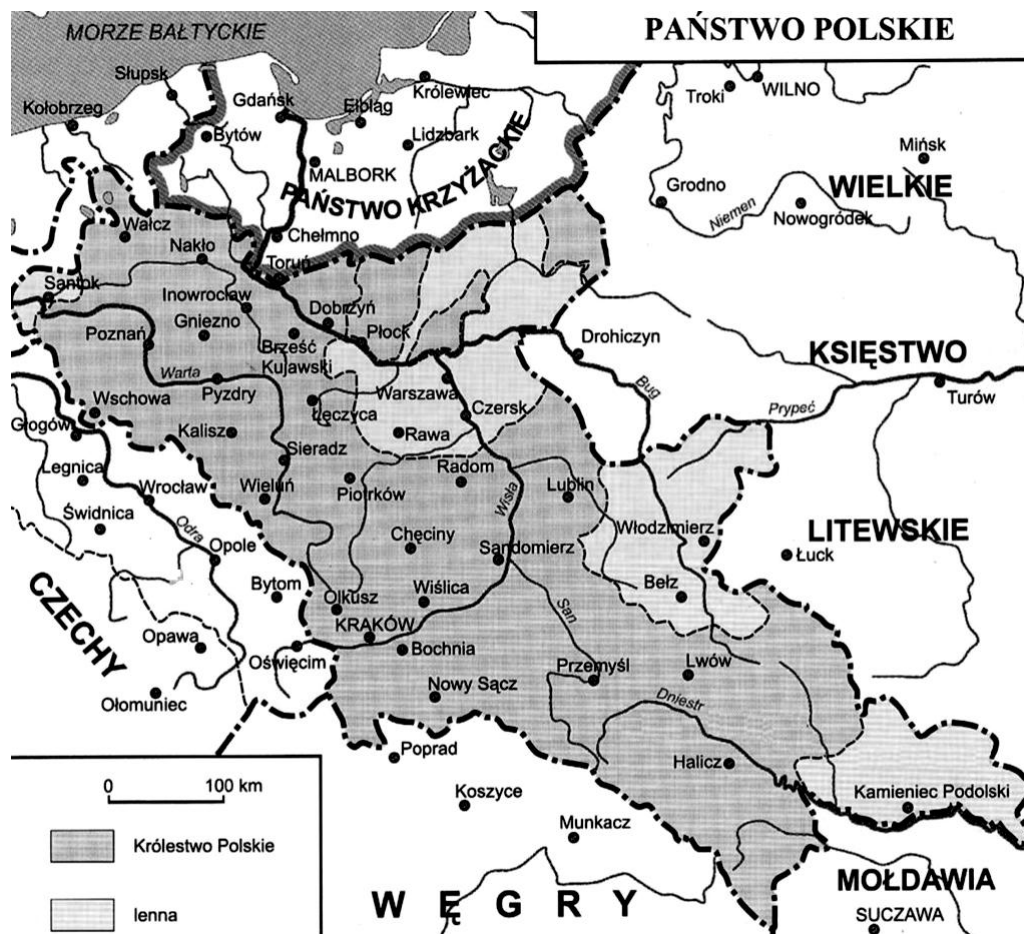 PAŃSTWO POLSKIE
MORZE BAŁTYCKIE
Słupsk
Kołobrzeg
Gdańsk
Elbląg
Królewiec
Troki
WILNO
Bytów
Lidzbark
MALBORK
PAŃSTWO KRZYŻACKIE
Mińsk
Grodno
WIELKIE
Niemen
Nowogródek
Wałcz
Nakło
Chełmno
Toruń
Santok
Inowrocław
Gniezno
Dobrzyń
Płock
Drohiczyn
Poznań
Brześć
Kujawski
KSIĘSTWO
Warta
Pyzdry
Warszawa
Bug
Turów
Wschowa
Łęczyca
Czersk
Prypeć
Głogów
Kalisz
Rawa
Sieradz
Legnica
Wrocław
Wieluń
Piotrków
Radom
Wisła
Lublin
Świdnica
Odra
Opole
Chęciny
Sandomierz
Włodzimierz
LITEWSKIE
Łuck
CZECHY
Bytom
Olkusz
Wiślica
San
Bełz
KRAKÓW
Opawa
Oświęcim
Bochnia
Przemyśl
Lwów
Ołomuniec
Nowy Sącz
Dniestr
Poprad
Halicz
Kamieniec Podolski
0 100 km
Koszyce
Munkacz
Królestwo Polskie
MOŁDAWIA
WĘGRY
lenna
SUCZAWA